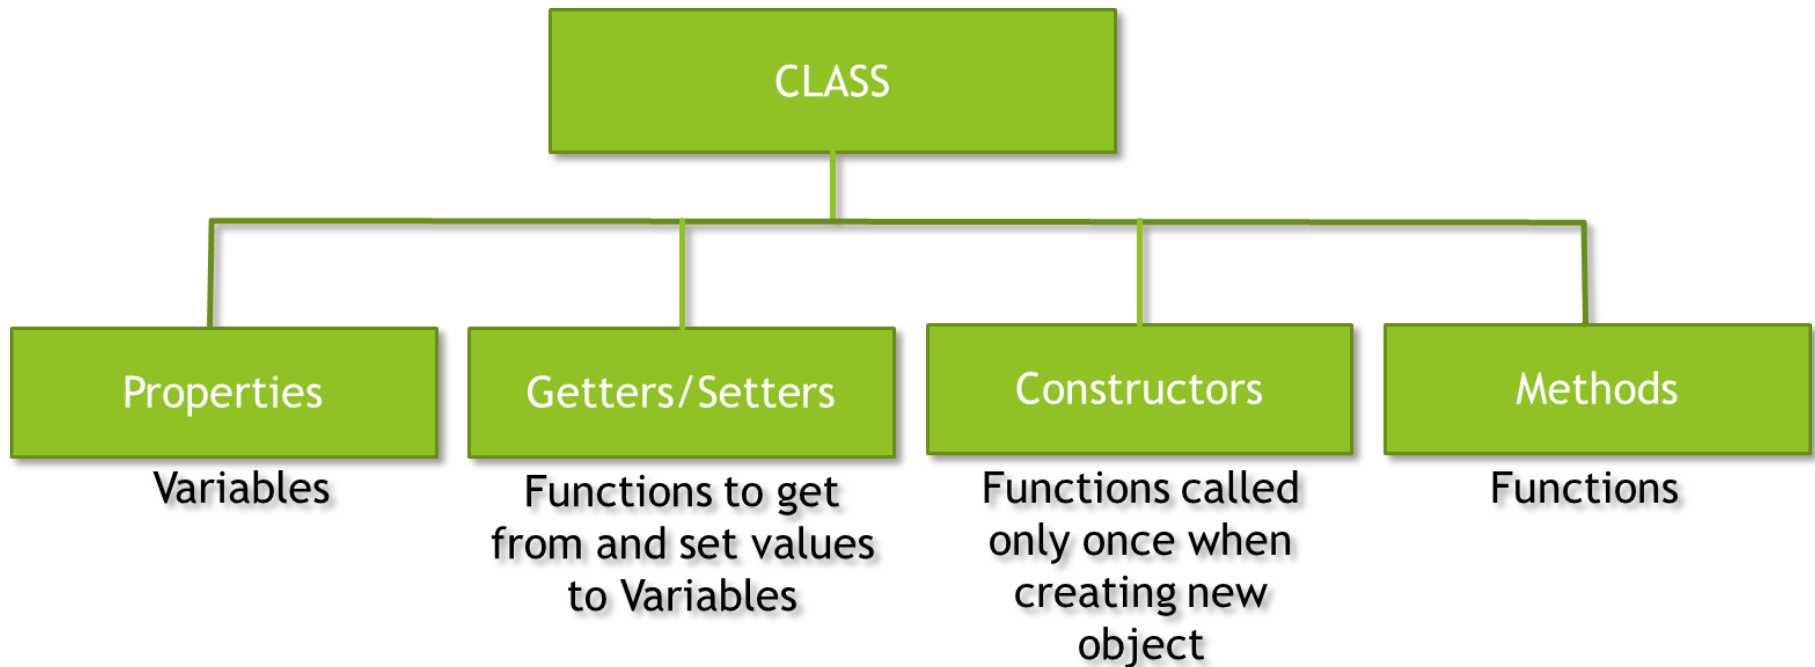 CLASS
Properties
Getters/Setters
Constructors
Methods
Variables
Functions to get
from and set values
to Variables
Functions called
only once when
creating new
object
Functions